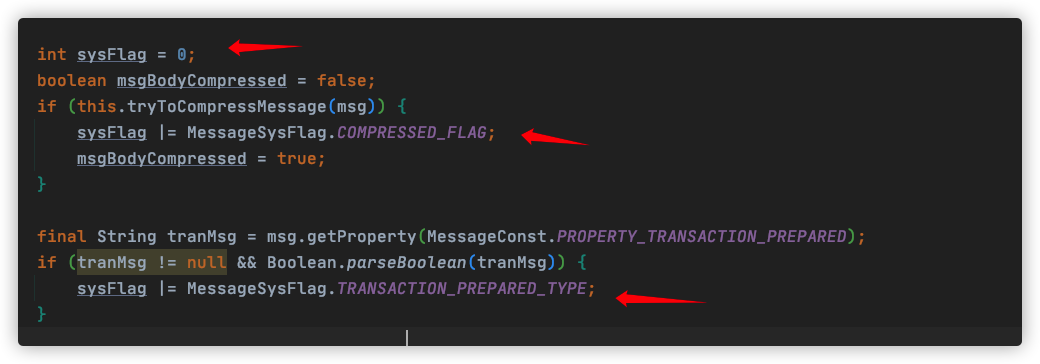 int sysFlag = 0;
boolean msgBodyCompressed = false;
if (this.tryToCompressMessage(msg)) {
sysFlag |= MessageSysFlag.COMPRESSED_FLAG;
msgBodyCompressed = true;
}
final String tranMsg = msg.getProperty(MessageConst.PROPERTY_TRANSACTION_PREPARED);
if (tranMsg != null && Boolean.parseBoolean(tranMsg)) {
sysFlag |= MessageSysFlag.TRANSACTION_PREPARED_TYPE;
}